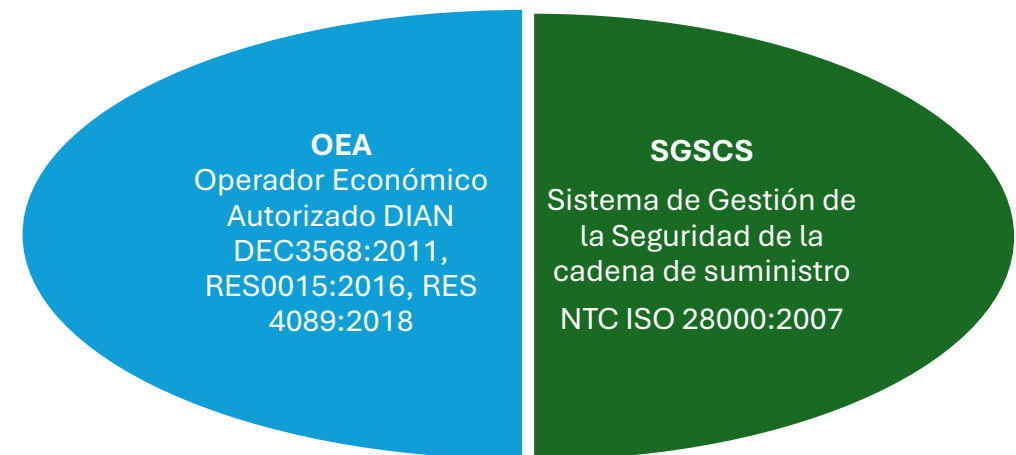 OEA
Operador Económico
Autorizado DIAN
DEC3568:2011,
RES0015:2016, RES
4089:2018
SGSCS
Sistema de Gestión de
la Seguridad de la
cadena de suministro
NTC ISO 28000:2007